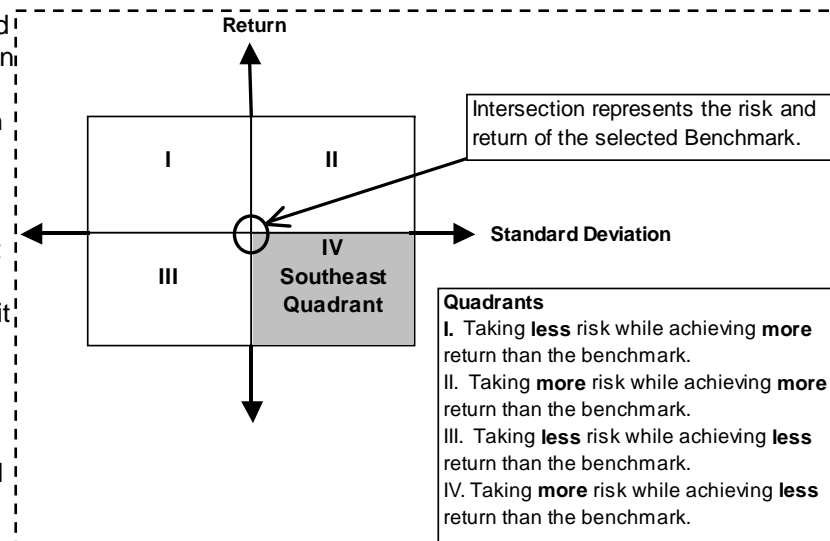 d
n
n
it
d
Return
Intersection represents the risk and
return of the selected Benchmark.
I
II
Standard Deviation
III
IV
Southeast
Quadrant
Quadrants
I. Taking less risk while achieving more
return than the benchmark.
II. Taking more risk while achieving more
return than the benchmark.
III. Taking less risk while achieving less
return than the benchmark.
IV. Taking more risk while achieving less
return than the benchmark.